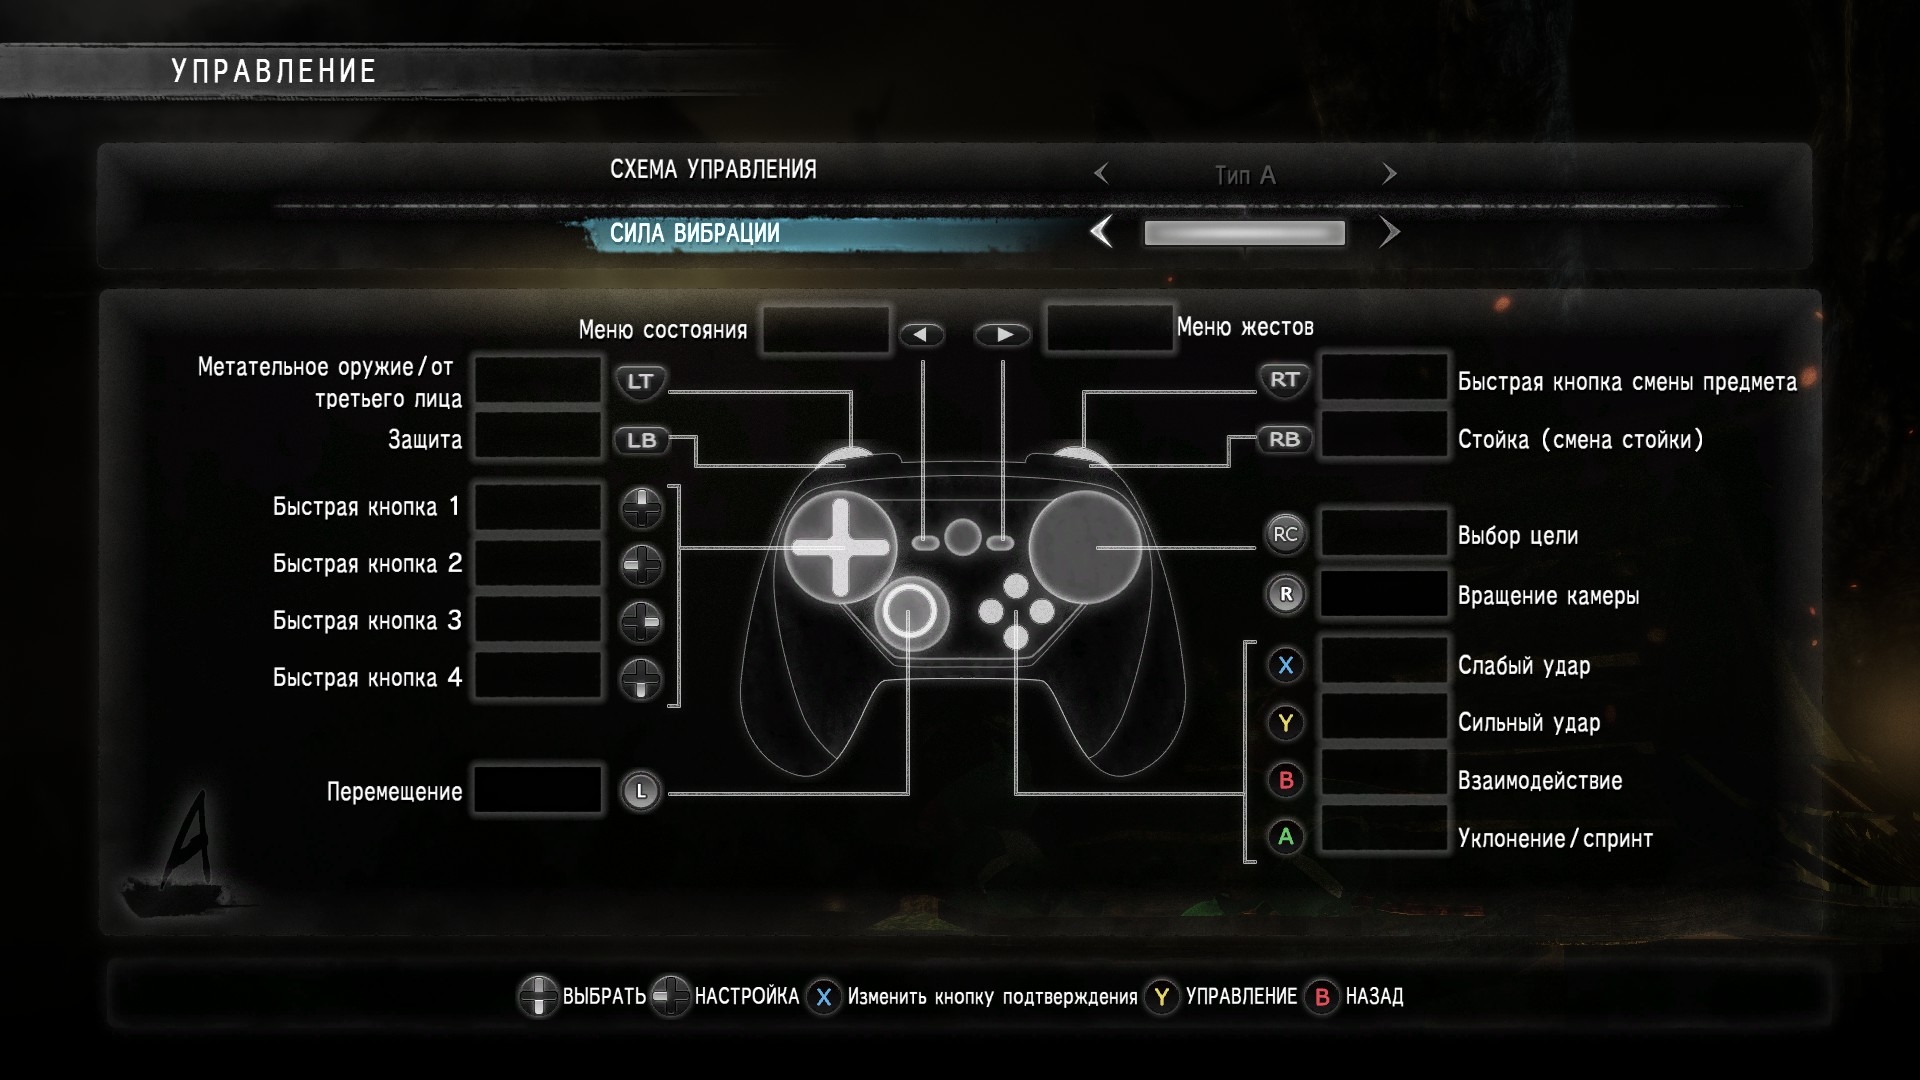 УПРАВЛЕНИЕ
СХЕМА УПРАВЛЕНИЯ
Тип А
СИЛА ВИБРАЦИИ
Меню состояния
Меню жестов
Метательное оружие/от
третьего лица
LT
Защита
LB
Быстрая кнопка 1
Быстрая кнопка 2
Быстрая кнопка 3
Быстрая кнопка 4
Перемещение
L
RT
Быстрая кнопка смены предмета
RB
Стойка (смена стойки)
RC
Выбор цели
R
Вращение камеры
X
Слабый удар
Y
Сильный удар
B
Взаимодействие
A
Уклонение/спринт
A
ВЫБРАТЬ НАСТРОЙКА X Изменить кнопку подтверждения Y УПРАВЛЕНИЕ B НАЗАД